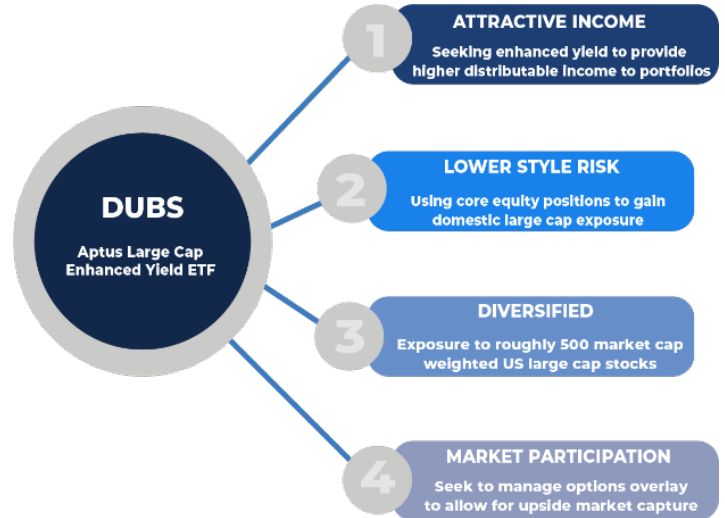 DUBS
Aptus Large Cap
Enhanced Yield ETF
1
ATTRACTIVE INCOME
Seeking enhanced yield to provide
higher distributable income to portfolios
2
LOWER STYLE RISK
Using core equity positions to gain
domestic large cap exposure
3
DIVERSIFIED
Exposure to roughly 500 market cap
weighted US large cap stocks
4
MARKET PARTICIPATION
Seek to manage options overlay
to allow for upside market capture